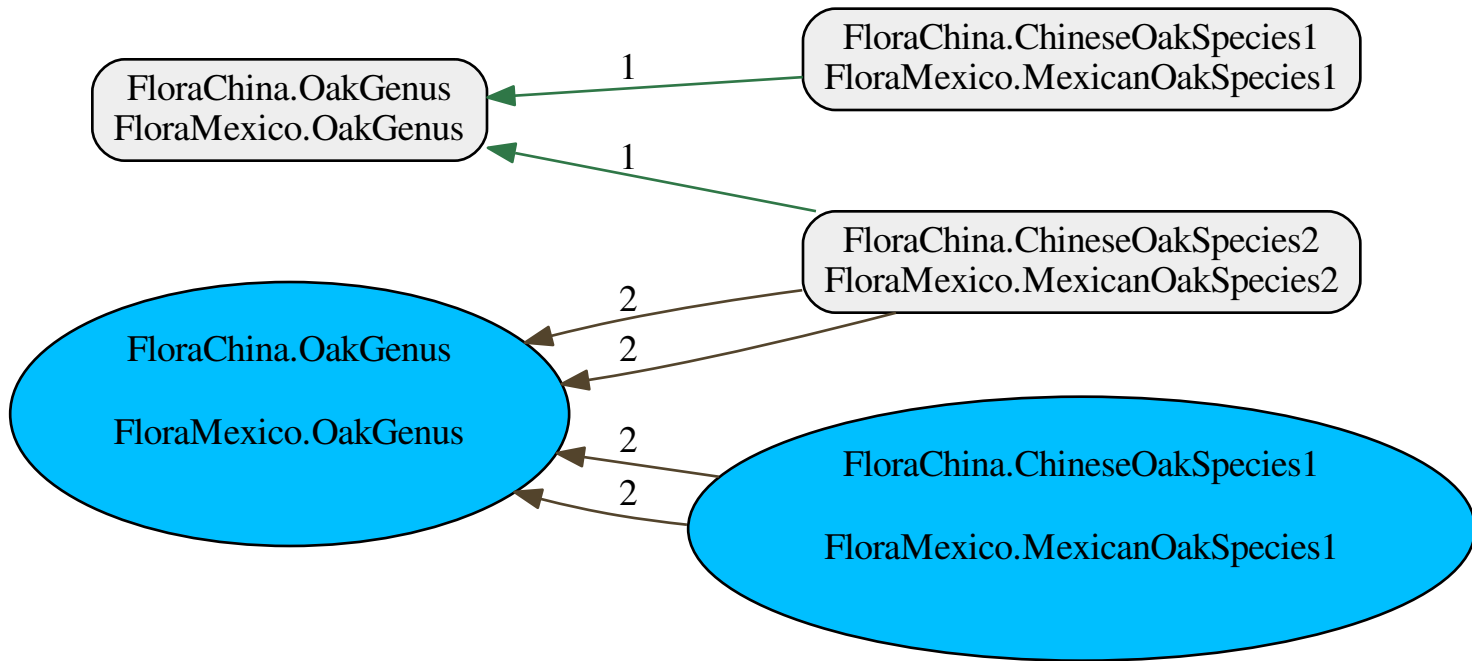 FloraChina.OakGenus
FloraMexico.OakGenus
1
FloraChina.ChineseOakSpecies1
FloraMexico.MexicanOakSpecies1
1
FloraChina.ChineseOakSpecies2
FloraMexico.MexicanOakSpecies2
2
2
FloraChina.OakGenus
FloraMexico.OakGenus
2
2
FloraChina.ChineseOakSpecies1
FloraMexico.MexicanOakSpecies1